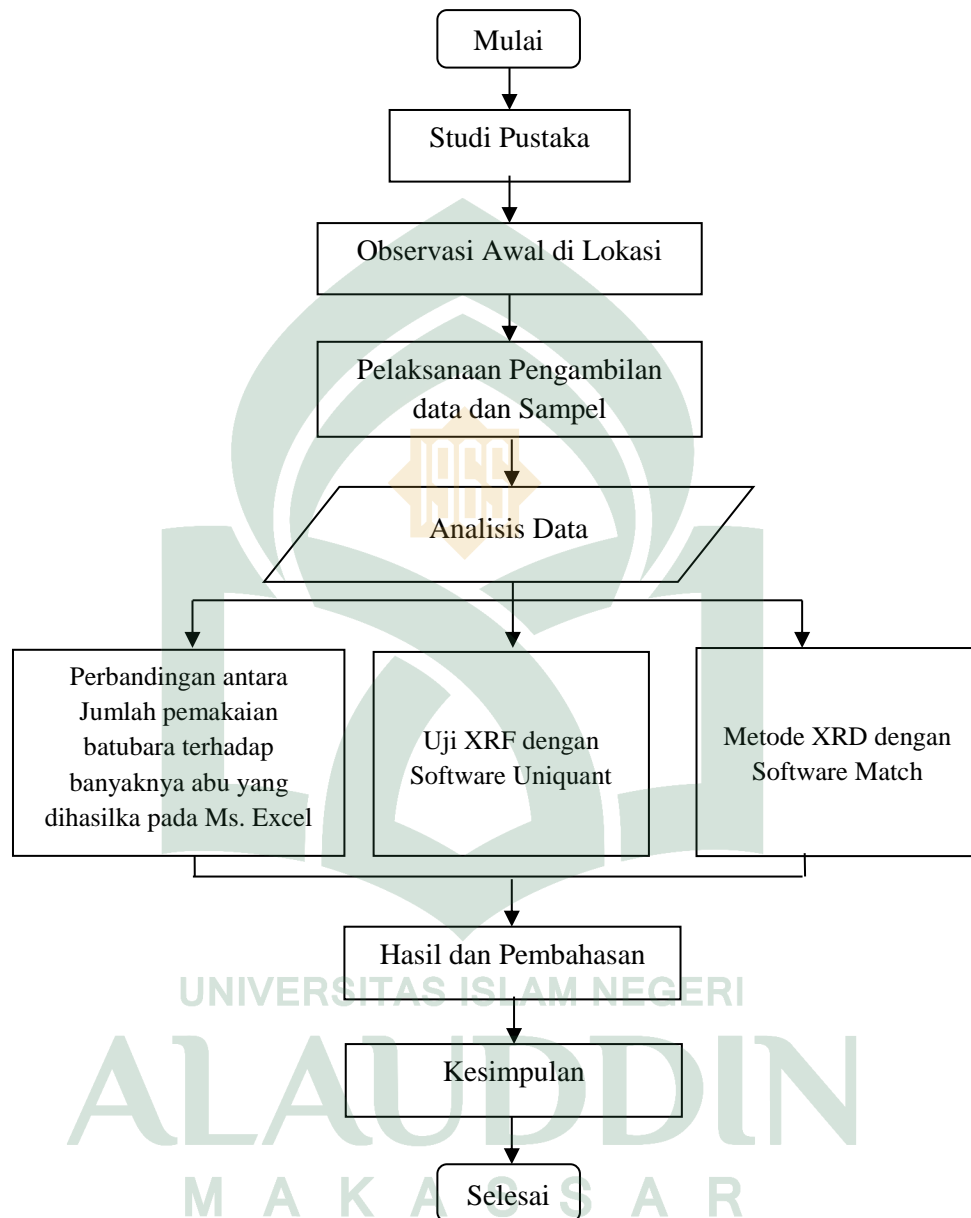 Mulai
Studi Pustaka
Observasi Awal di Lokasi
Pelaksanaan Pengambilan
data dan Sampel
1965
Analisis Data
Perbandingan antara
Jumlah pemakaian
batubara terhadap
banyaknya abu yang
dihasilka pada Ms. Excel
Uji XRF dengan
Software Uniquant
Metode XRD dengan
Software Match
Hasil dan Pembahasan
UNIVERSITAS ISLAM NEGERI
ALAUDDIN
Kesimpulan
MAKASSAR
Selesai